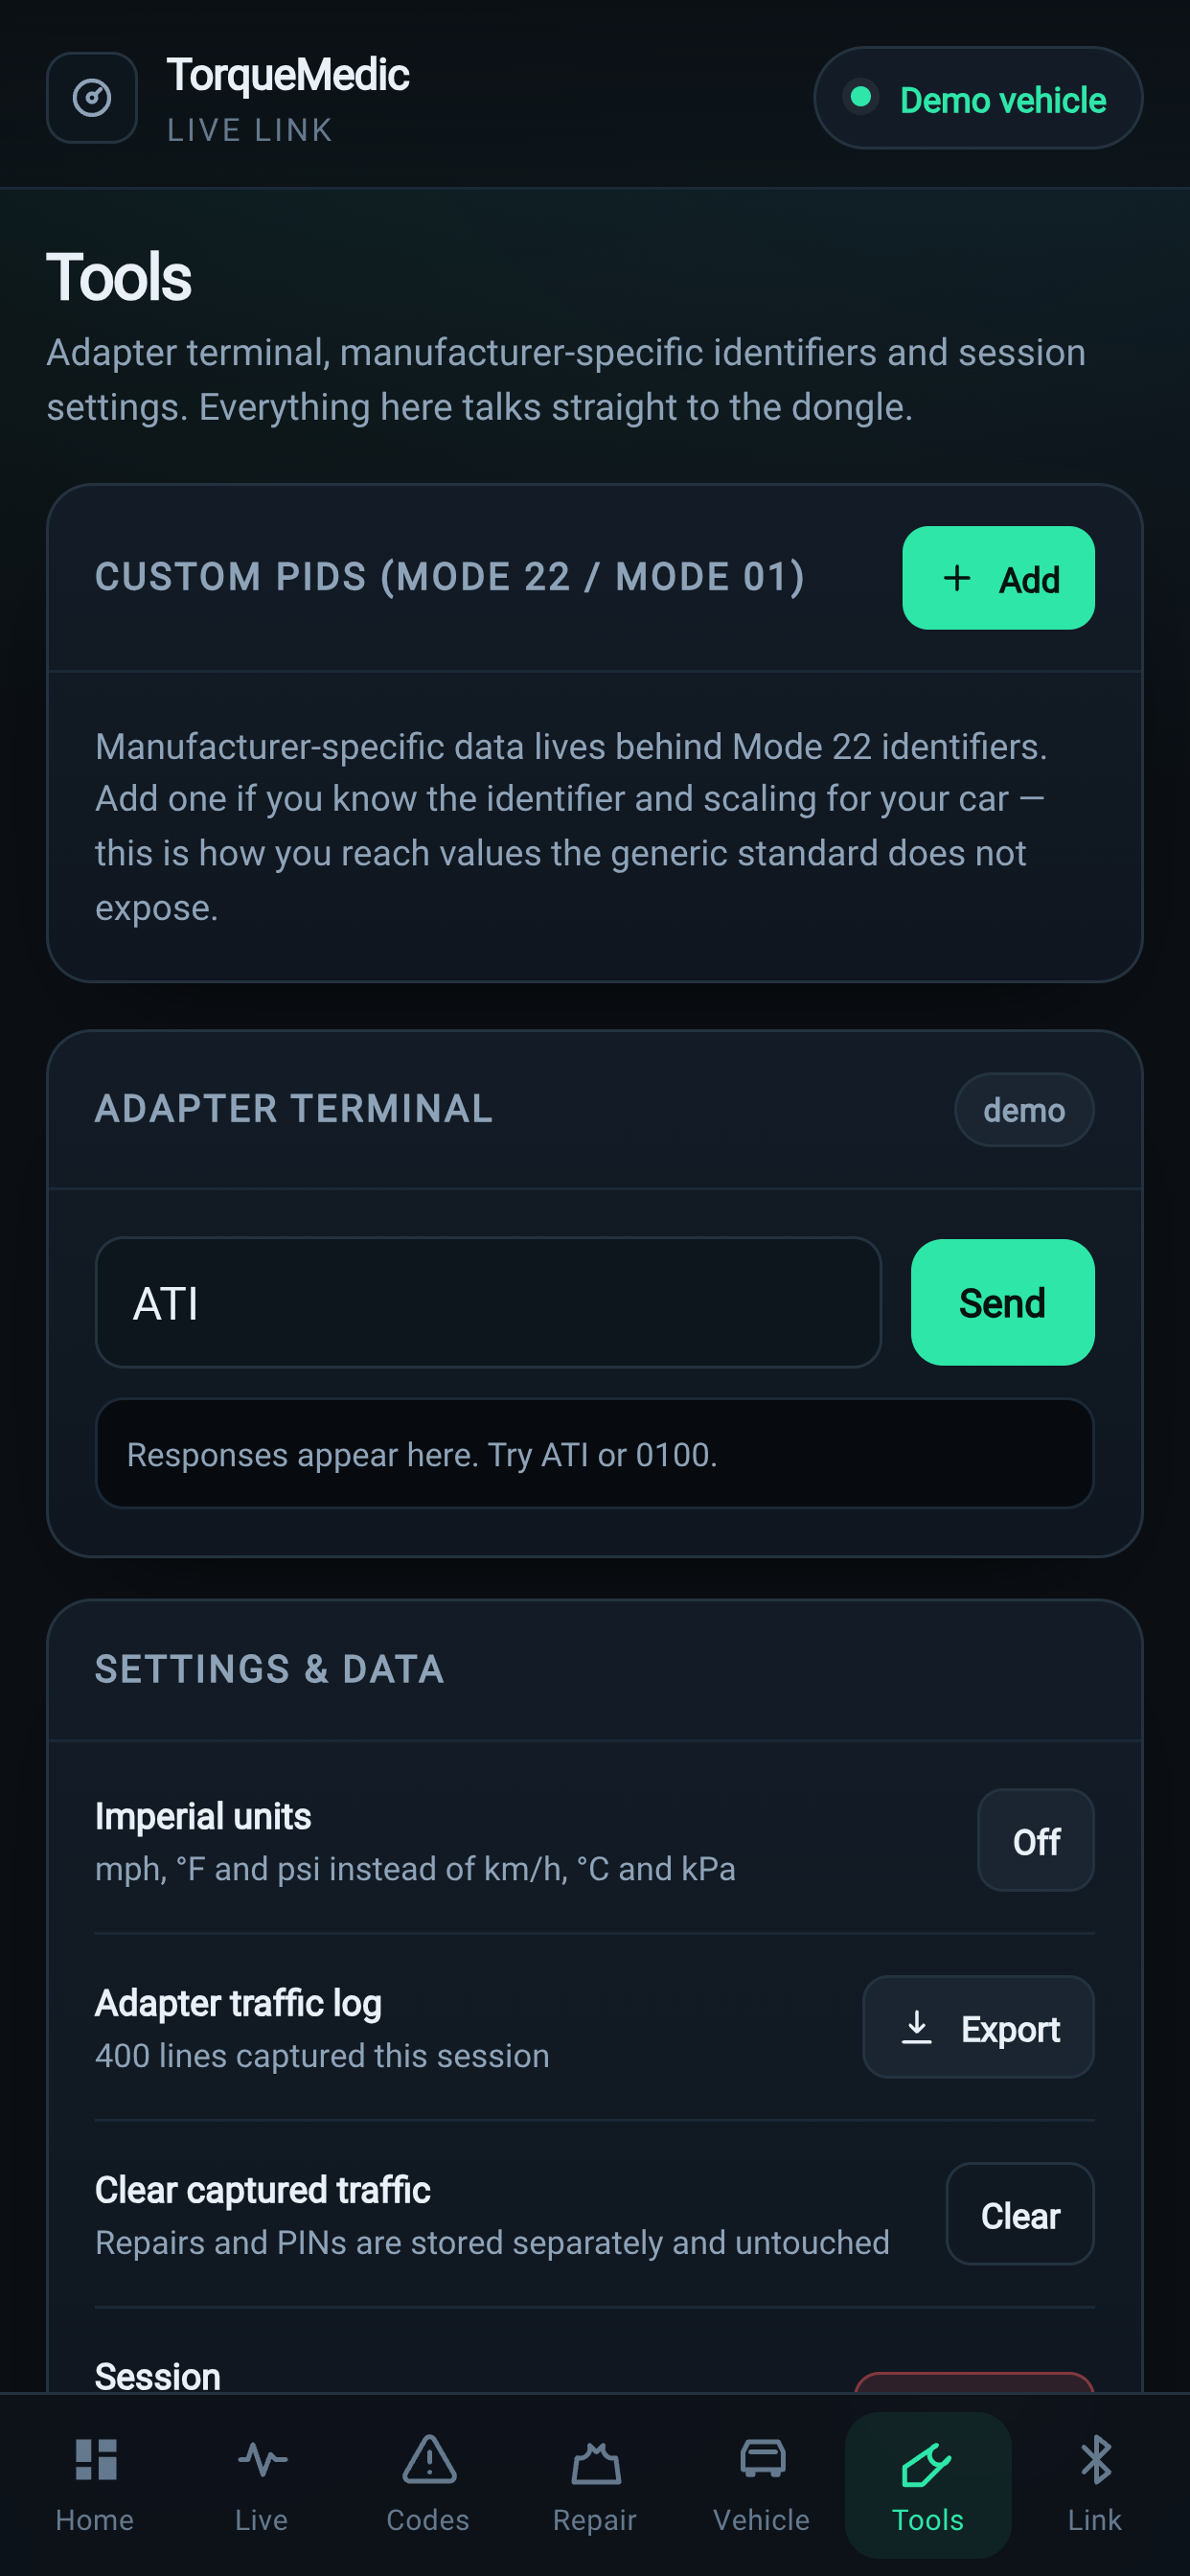 TorqueMedic
LIVE LINK
Demo vehicle
Tools
Adapter terminal, manufacturer-specific identifiers and session
settings. Everything here talks straight to the dongle.
CUSTOM PIDS (MODE 22 / MODE 01)
Add
Manufacturer-specific data lives behind Mode 22 identifiers.
Add one if you know the identifier and scaling for your car —
this is how you reach values the generic standard does not
expose.
ADAPTER TERMINAL
demo
ATI
Send
Responses appear here. Try ATI or 0100.
SETTINGS & DATA
Imperial units
mph, °F and psi instead of km/h, °C and kPa
Off
Adapter traffic log
400 lines captured this session
Export
Clear captured traffic
Repairs and PINs are stored separately and untouched
Clear
Session
Home
Live
Codes
Repair
Vehicle
Tools
Link